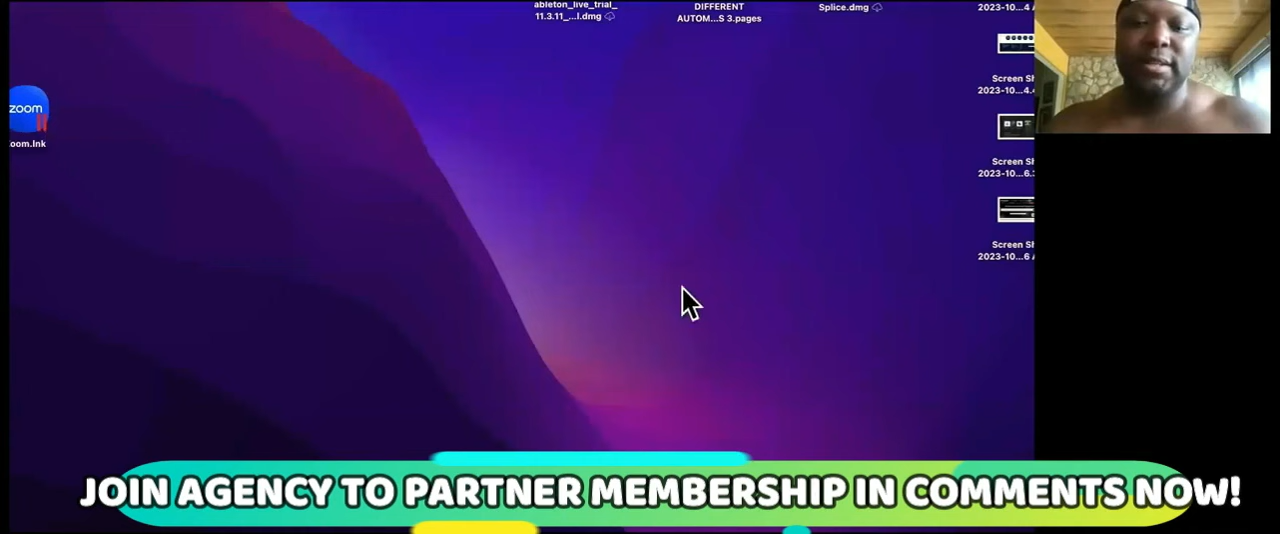 ableton_live_trial_
11.3.11_...l.dmg
DIFFERENT
AUTOM...S 3.pages
Splice.dmg
2023-10...4
Screen Sh
2023-10...4.4
zoom
oom.lnk
Screen Sh
2023-10...6.
Screen Sh
2023-10...6
JOIN AGENCY TO PARTNER MEMBERSHIP IN COMMENTS NOW!